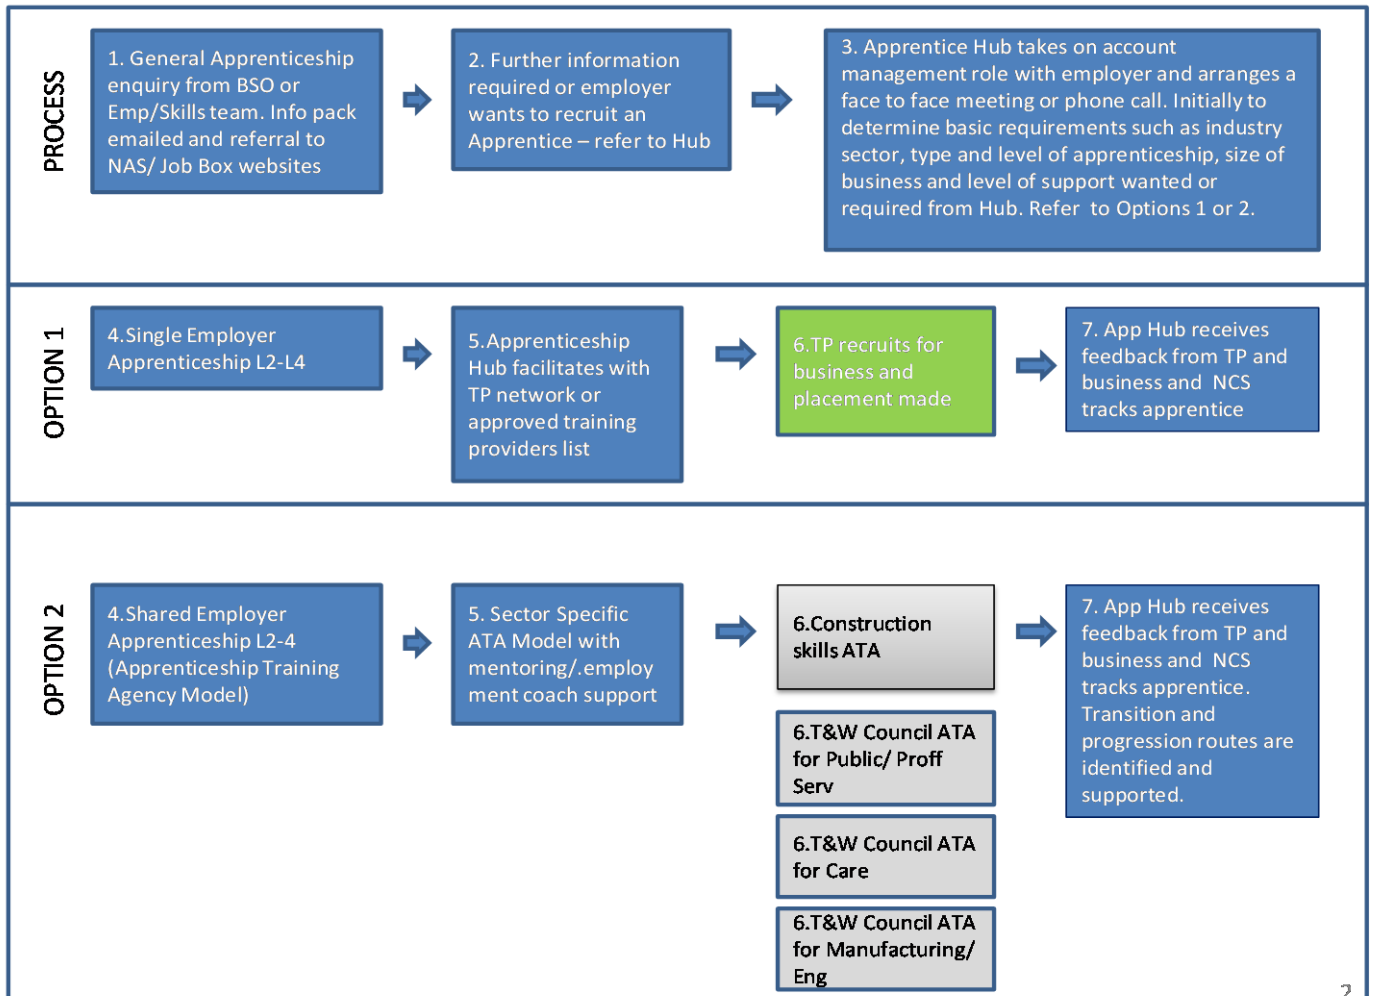 PROCESS
1. General Apprenticeship
enquiry from BSO or
Emp/Skills team. Info pack
emailed and referral to
NAS/ Job Box websites
2. Further information
required or employer
wants to recruit an
Apprentice – refer to Hub
3. Apprentice Hub takes on account
management role with employer and arranges a
face to face meeting or phone call. Initially to
determine basic requirements such as industry
sector, type and level of apprenticeship, size of
business and level of support wanted or
required from Hub. Refer to Options 1 or 2.
OPTION 1
4.Single Employer
Apprenticeship L2-L4
5.Apprenticeship
Hub facilitates with
TP network or
approved training
providers list
6.TP recruits for
business and
placement made
7. App Hub receives
feedback from TP and
business and NCS
tracks apprentice
OPTION 2
4.Shared Employer
Apprenticeship L2-4
(Apprenticeship Training
Agency Model)
5. Sector Specific
ATA Model with
mentoring/.employ
ment coach support
6.Construction
skills ATA
6.T&W Council ATA
for Public/ Proff
Serv
6.T&W Council ATA
for Care
6.T&W Council ATA
for Manufacturing/
Eng
7. App Hub receives
feedback from TP and
business and NCS
tracks apprentice.
Transition and
progression routes are
identified and
supported.
2